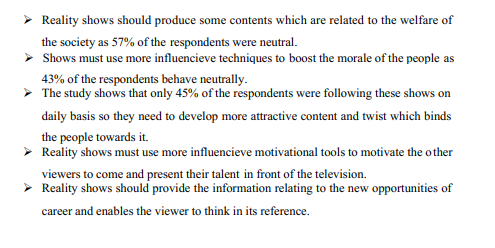 ➢ Reality shows should produce some contents which are related to the welfare of
the society as 57% of the respondents were neutral.
➢ Shows must use more influencieve techniques to boost the morale of the people as
43% of the respondents behave neutrally.
➢ The study shows that only 45% of the respondents were following these shows on
daily basis so they need to develop more attractive content and twist which binds
the people towards it.
➢ Reality shows must use more influencieve motivational tools to motivate the other
viewers to come and present their talent in front of the television.
➢ Reality shows should provide the information relating to the new opportunities of
career and enables the viewer to think in its reference.